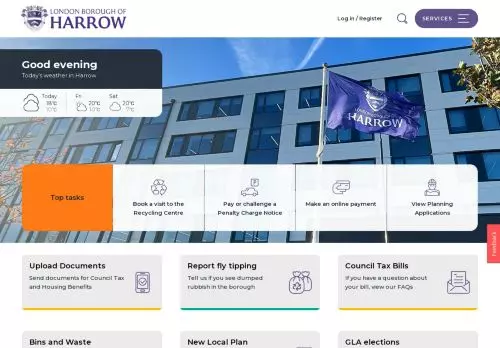 LONDON BOROUGH OF
HARROW
Log in / Register
SERVICES
Good evening
Today's weather in Harrow
Today
18℃
10℃
Fri
20℃
10℃
Sat
20℃
7℃
HARROW
Top tasks
Book a visit to the
Recycling Centre
Pay or challenge a
Penalty Charge Notice
Make an online payment
View Planning
Applications
Feedback
Upload Documents
Send documents for Council Tax
and Housing Benefits
Report fly tipping
Tell us if you see dumped
rubbish in the borough
Council Tax Bills
If you have a question about
your bill, view our FAQs
Bins and Waste
New Local Plan
GLA elections